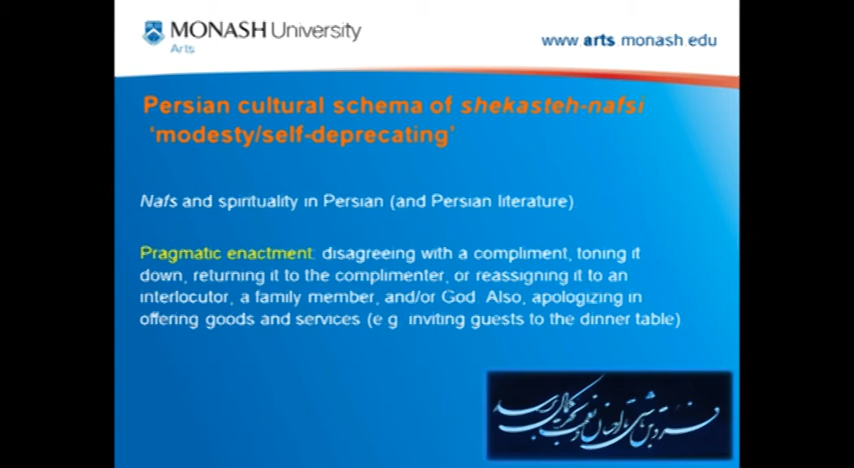 MONASH University
Arts
www arts monash edu
Persian cultural schema of shekasteh-nafsi
'modesty/self-deprecating'
Nafs and spirituality in Persian (and Persian literature)
Pragmatic enactment: disagreeing with a compliment, toning it
down, returning it to the complimenter, or reassigning it to an
interlocutor, a family member, and/or God. Also, apologizing in
offering goods and services (e g inviting guests to the dinner table)